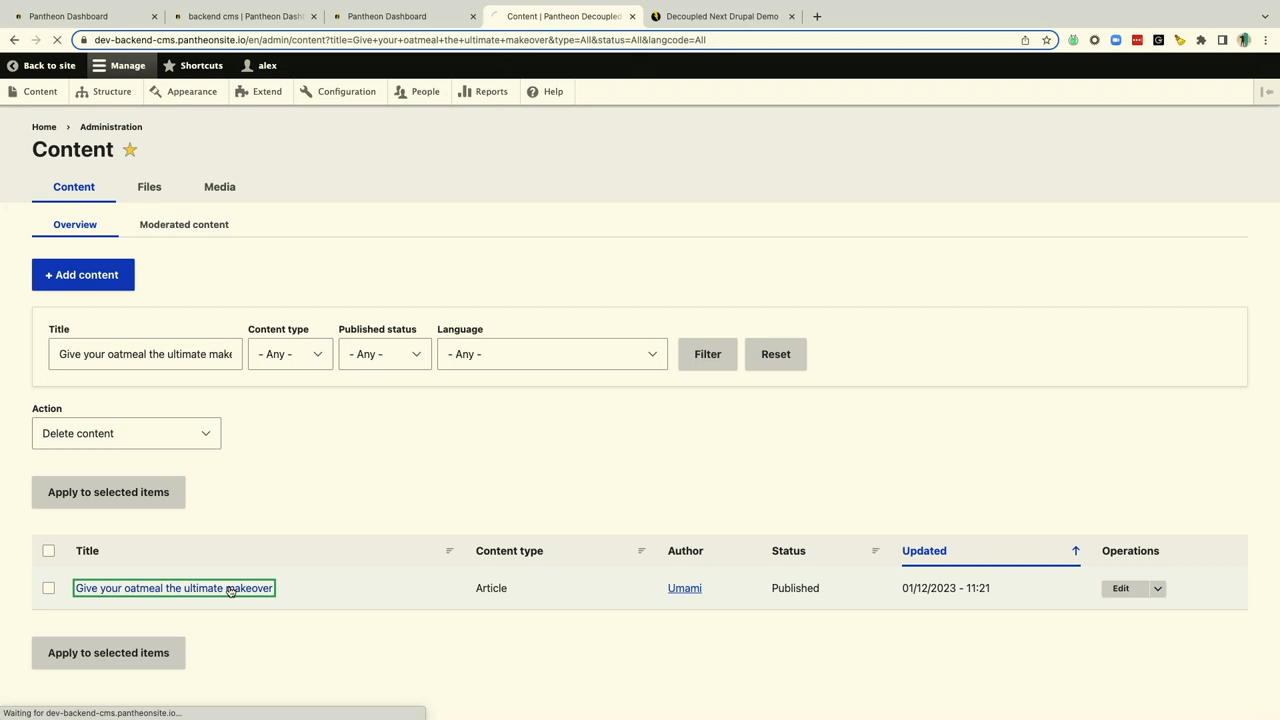 Pantheon Dashboard
backend cms | Pantheon Dash
Pantheon Dashboard
Content | Pantheon Decoupled
Decoupled Next Drupal Demo
dev-backend-cms.pantheonsite.io/en/admin/content?title=Give+your+oatmeal+the+ultimate+makeover&type=All&status=All&langcode=All
Back to site
Manage
Shortcuts
alex
Content
Structure
Appearance
Extend
Configuration
People
Reports
Help
Home › Administration
Content
Content
Files
Media
Overview
Moderated content
+ Add content
Title
Content type
Published status
Language
Give your oatmeal the ultimate make
- Any -
- Any -
- Any -
Filter
Reset
Action
Delete content
Apply to selected items
Title
Content type
Author
Status
Updated
Operations
Give your oatmeal the ultimate makeover
Article
Umami
Published
01/12/2023 - 11:21
Edit
Apply to selected items
Waiting for dev-backend-cms.pantheonsite.io...